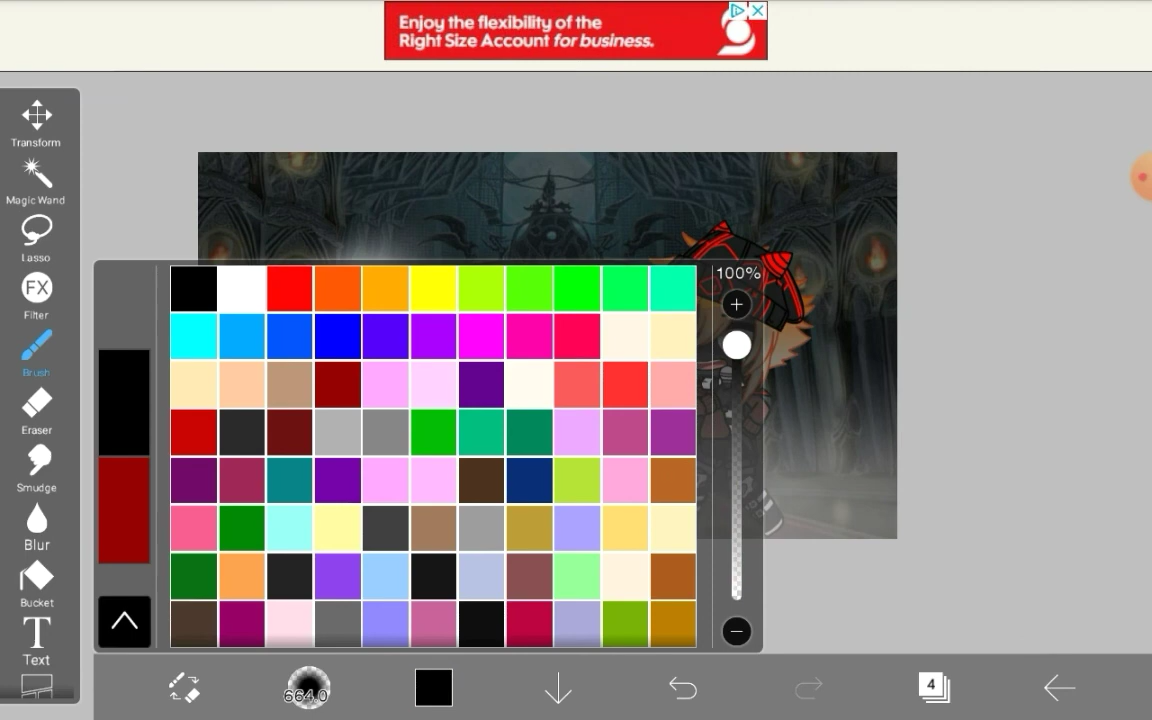 Enjoy the flexibility of the
Right Size Account for business.
Transform
Magic Wand
Lasso
FX
Filter
Brush
Eraser
Smudge
Blur
Bucket
T
Text
100%
664.0
4